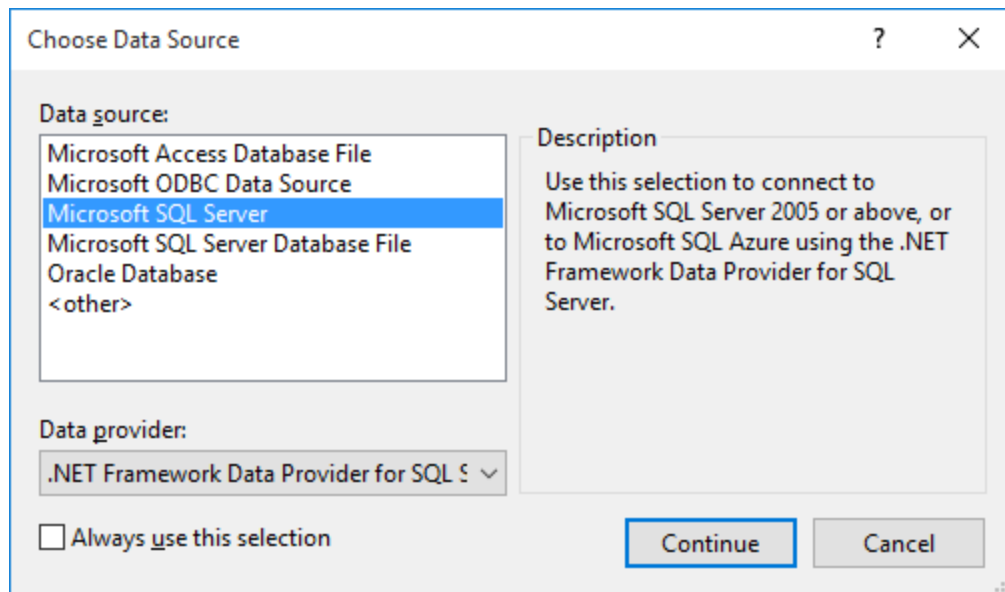 Choose Data Source
?
Data source:
Microsoft Access Database File
Microsoft ODBC Data Source
Microsoft SQL Server
Microsoft SQL Server Database File
Oracle Database
<other>
Description
Use this selection to connect to
Microsoft SQL Server 2005 or above, or
to Microsoft SQL Azure using the .NET
Framework Data Provider for SQL
Server.
Data provider:
.NET Framework Data Provider for SQL S
Always use this selection
Continue
Cancel